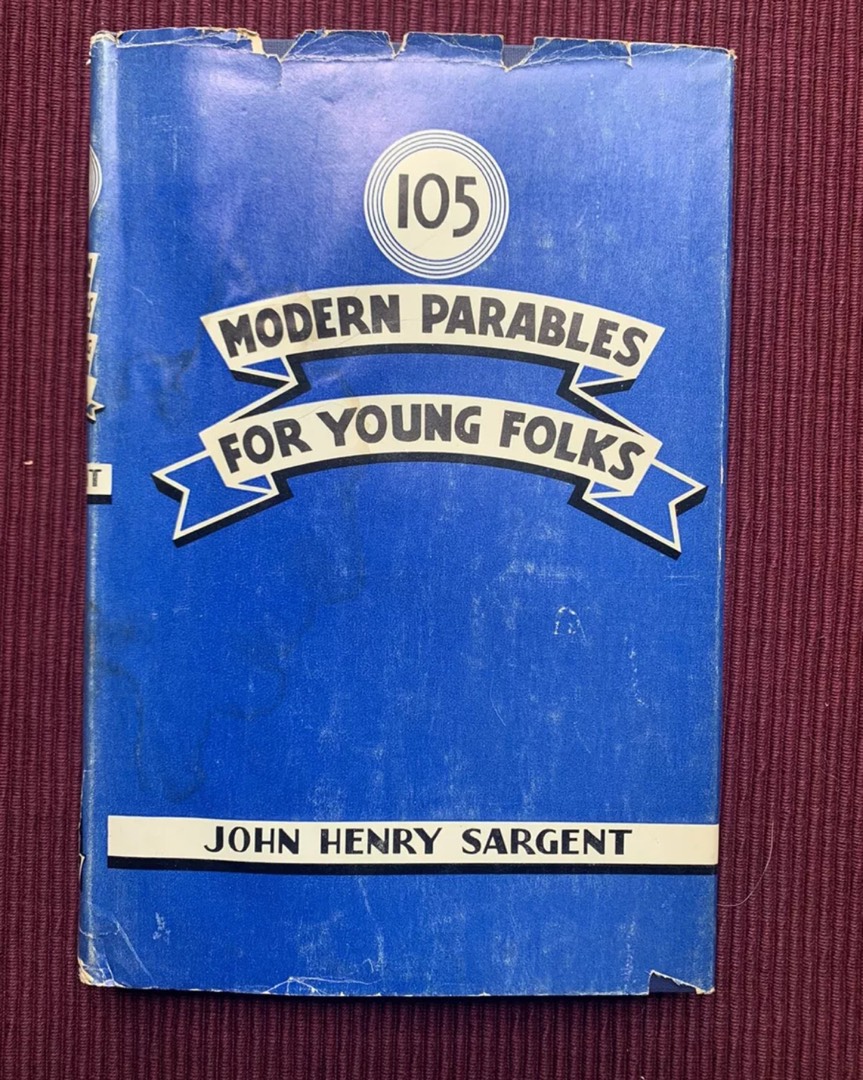 105
MODERN PARABLES
FOR YOUNG FOLKS
JOHN HENRY SARGENT